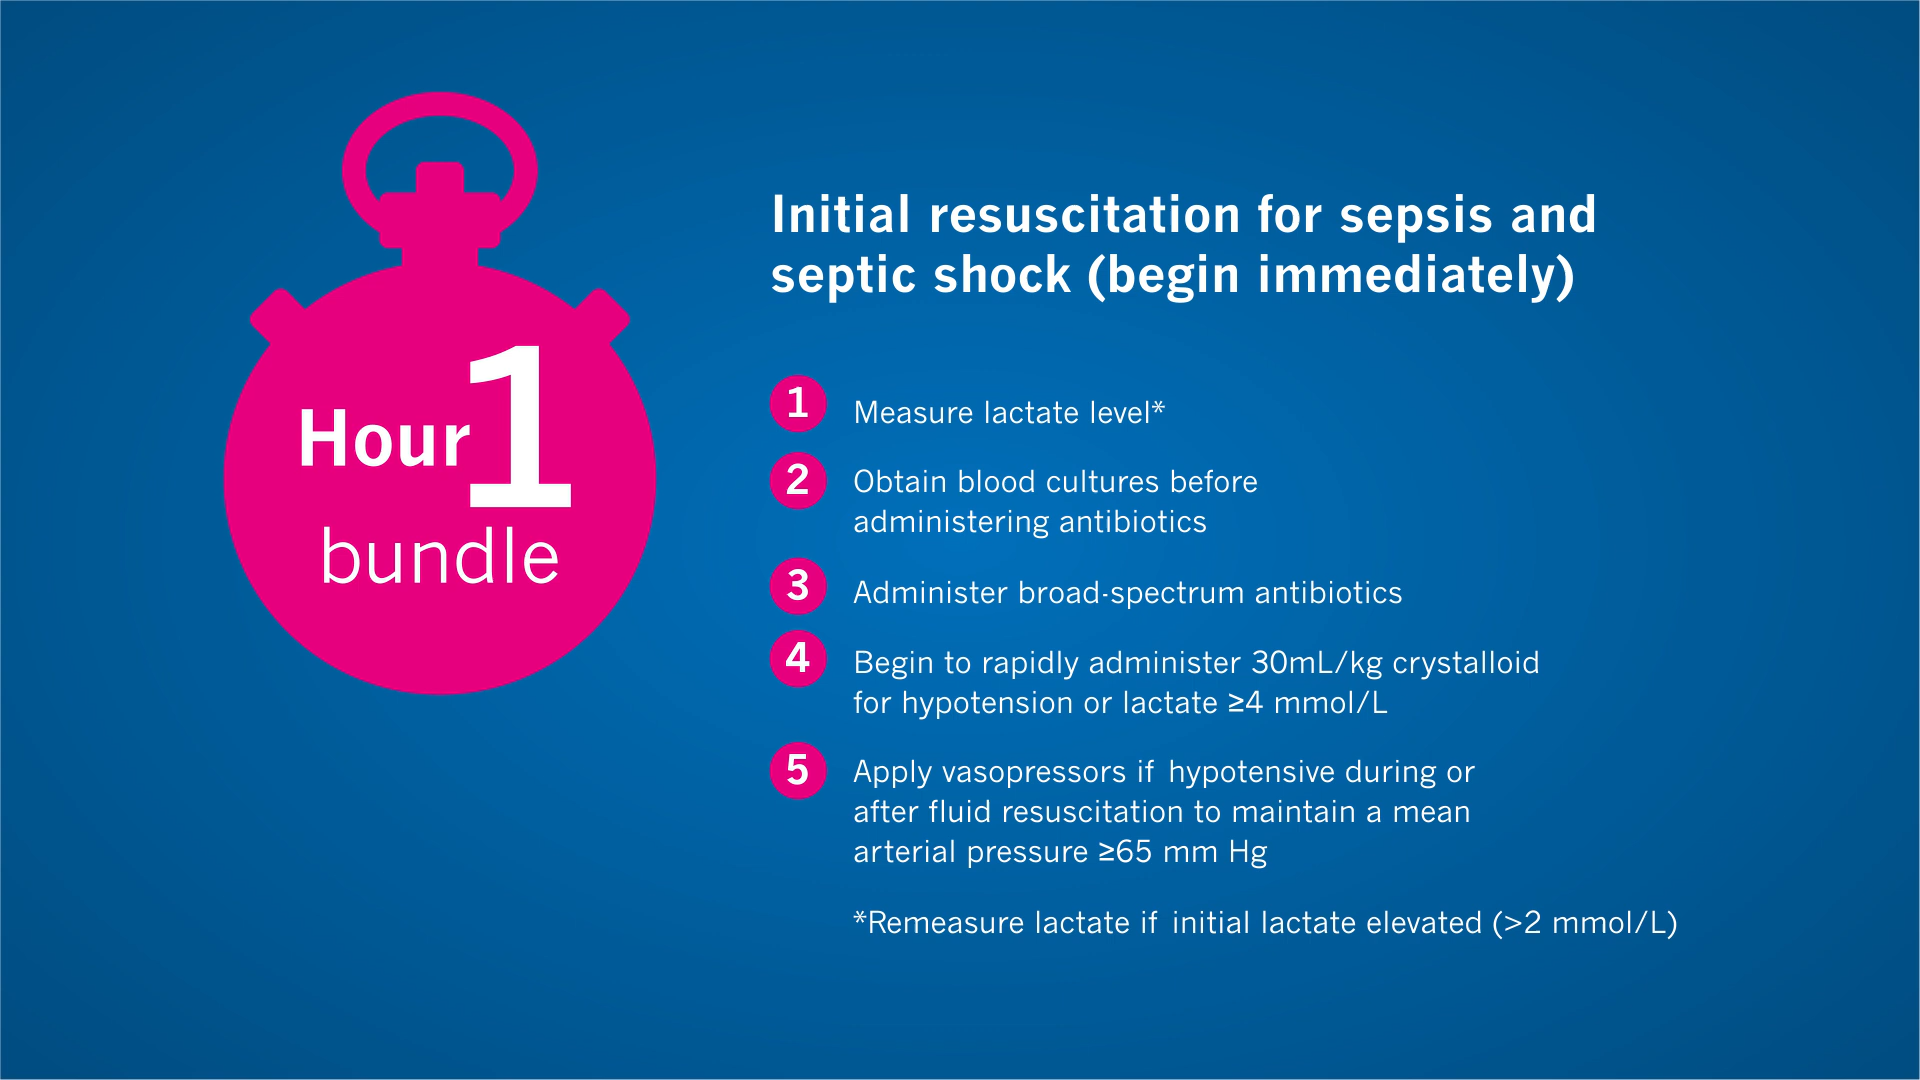 Hour 1
bundle
Initial resuscitation for sepsis and
septic shock (begin immediately)
1 Measure lactate level*
2 Obtain blood cultures before
administering antibiotics
3 Administer broad-spectrum antibiotics
4 Begin to rapidly administer 30mL/kg crystalloid
for hypotension or lactate ≥4 mmol/L
5 Apply vasopressors if hypotensive during or
after fluid resuscitation to maintain a mean
arterial pressure ≥65 mm Hg
*Remeasure lactate if initial lactate elevated (>2 mmol/L)